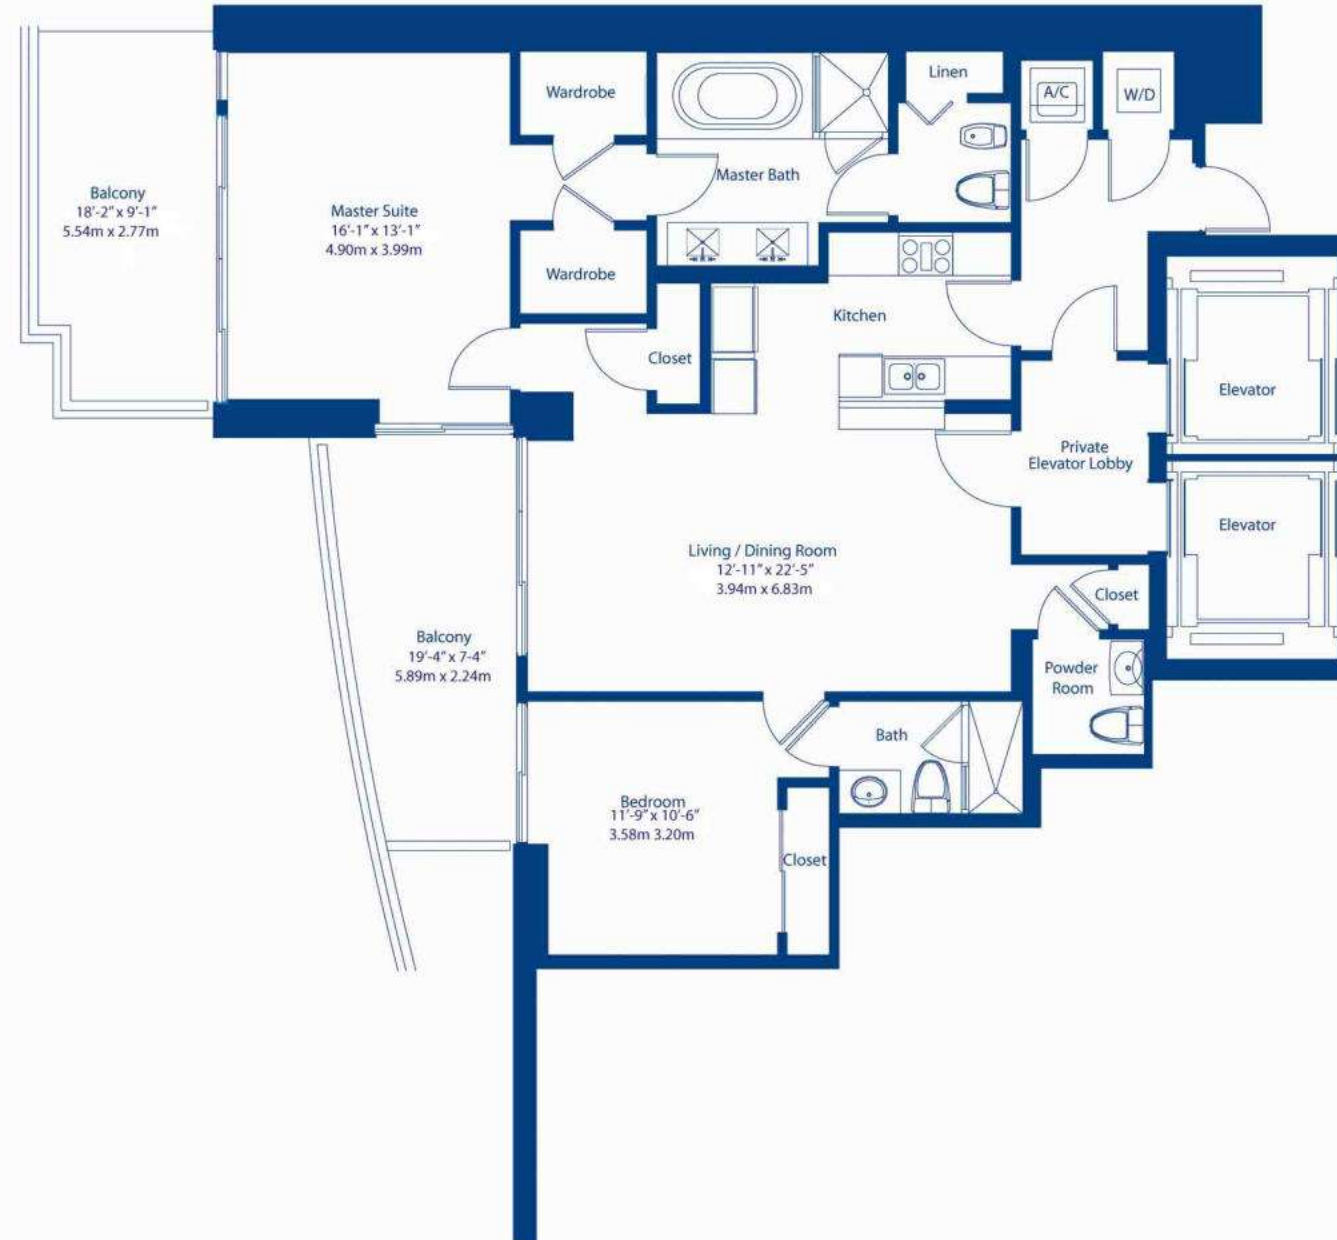 Linen
Wardrobe
A/C
W/D
Master Bath
Balcony
18'-2" x 9'-1"
5.54m x 2.77m
Master Suite
16'-1" x 13'-1"
4.90m x 3.99m
Wardrobe
Kitchen
Closet
Elevator
Private
Elevator Lobby
Elevator
Living / Dining Room
12'-11" x 22'-5"
3.94m x 6.83m
Closet
Balcony
19'-4" x 7-4"
5.89m x 2.24m
Powder
Room
Bath
Bedroom
11'-9" x 10'-6"
3.58m 3.20m
Closet